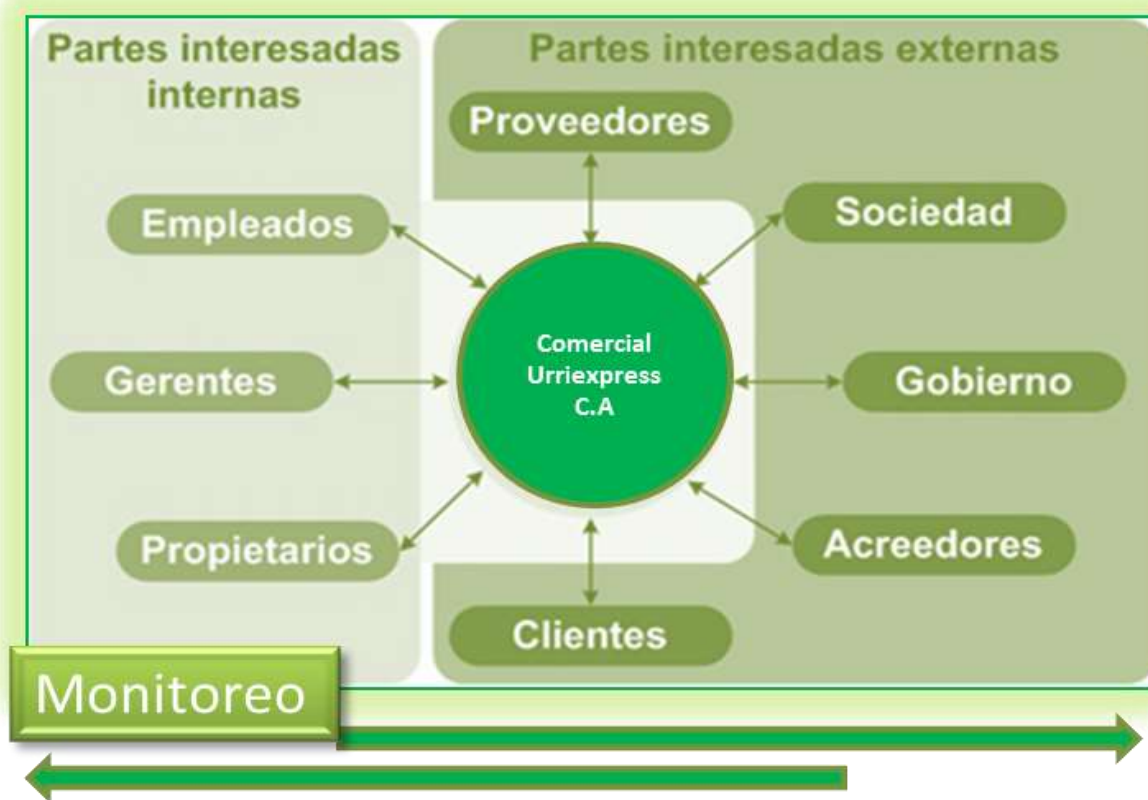 Partes interesadas
internas
Partes interesadas externas
Proveedores
Empleados
Sociedad
Comercial
Urriexpress
C.A
Gerentes
Gobierno
Propietarios
Acreedores
Clientes
Monitoreo